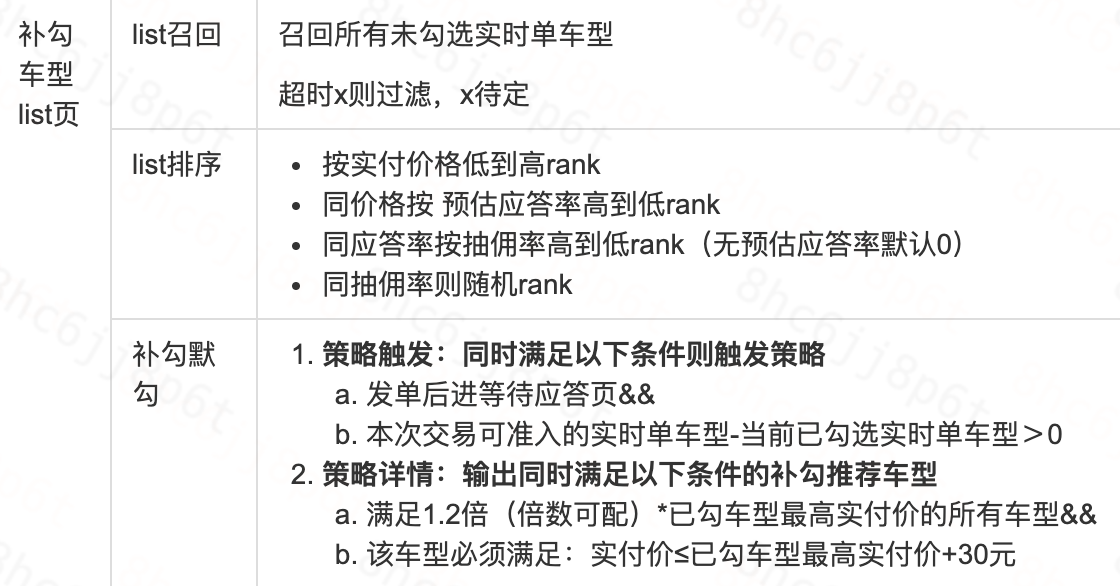 补勾
车型
list页
list召回
召回所有未勾选实时单车型
超时x则过滤，x待定
list排序
• 按实付价格低到高rank
• 同价格按 预估应答率高到低rank
• 同应答率按抽佣率高到低rank（无预估应答率默认0）
• 同抽佣率则随机rank
补勾默
勾
1. 策略触发：同时满足以下条件则触发策略
a. 发单后进等待应答页&&
b. 本次交易可准入的实时单车型-当前已勾选实时单车型＞0
2. 策略详情：输出同时满足以下条件的补勾推荐车型
a. 满足1.2倍（倍数可配）*已勾车型最高实付价的所有车型&&
b. 该车型必须满足：实付价≤已勾车型最高实付价+30元
8hc6jj8p6t